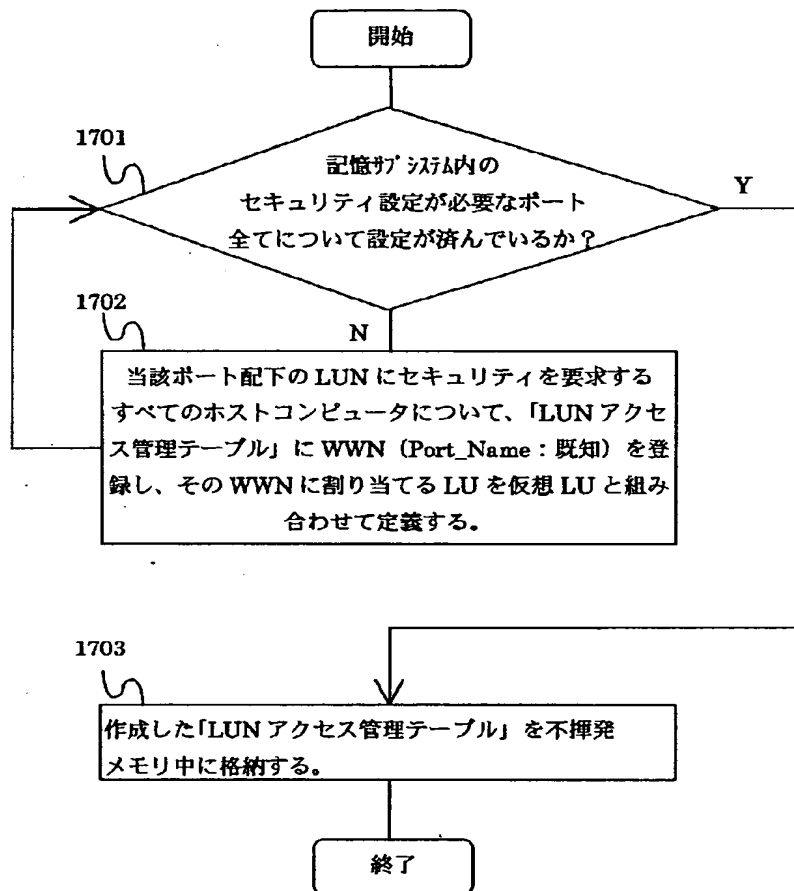 開始
1701
記憶ｻﾌﾞｼｽﾃﾑ内の
セキュリティ設定が必要なポート
全てについて設定が済んでいるか？
Y
1702
N
当該ポート配下の LUN にセキュリティを要求する
すべてのホストコンピュータについて、「LUN アクセ
ス管理テーブル」に WWN（Port_Name：既知）を登
録し、その WWN に割り当てる LU を仮想 LU と組み
合わせて定義する。
1703
作成した「LUN アクセス管理テーブル」を不揮発
メモリ中に格納する。
終了